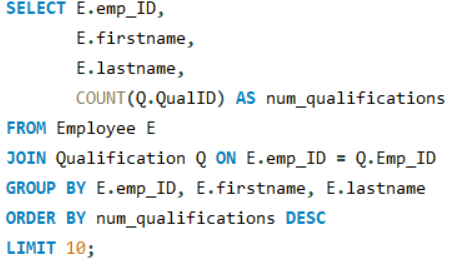 SELECT E.emp_ID,
E.firstname,
E.lastname,
COUNT(Q.QualID) AS num_qualifications
FROM Employee E
JOIN Qualification Q ON E.emp_ID = Q.Emp_ID
GROUP BY E.emp_ID, E.firstname, E.lastname
ORDER BY num_qualifications DESC
LIMIT 10;